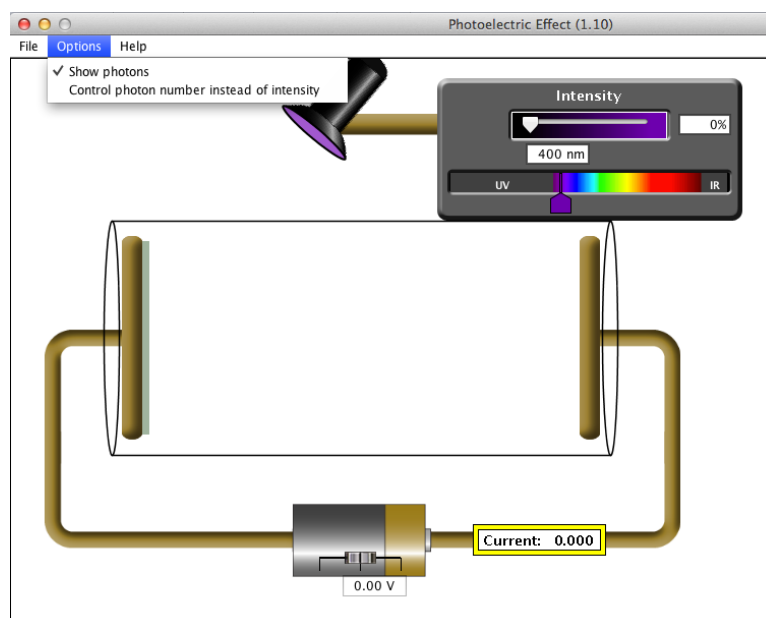 Photoelectric Effect (1.10)
File Options Help
✓ Show photons
Control photon number instead of intensity
Intensity
0%
400 nm
UV IR
Current: 0.000
0.00 V